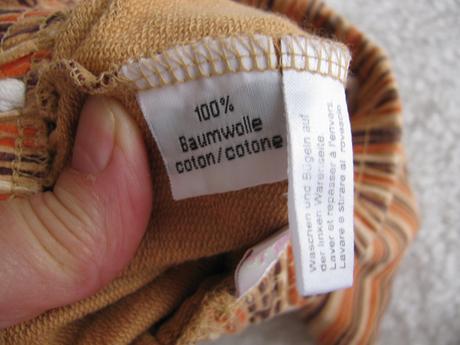 100%
Baumwolle
coton/cotone
Waschen und Bügeln auf
der linken Warenseite.
Laver et repasser à l'envers
Lavare e stirare al rovescio